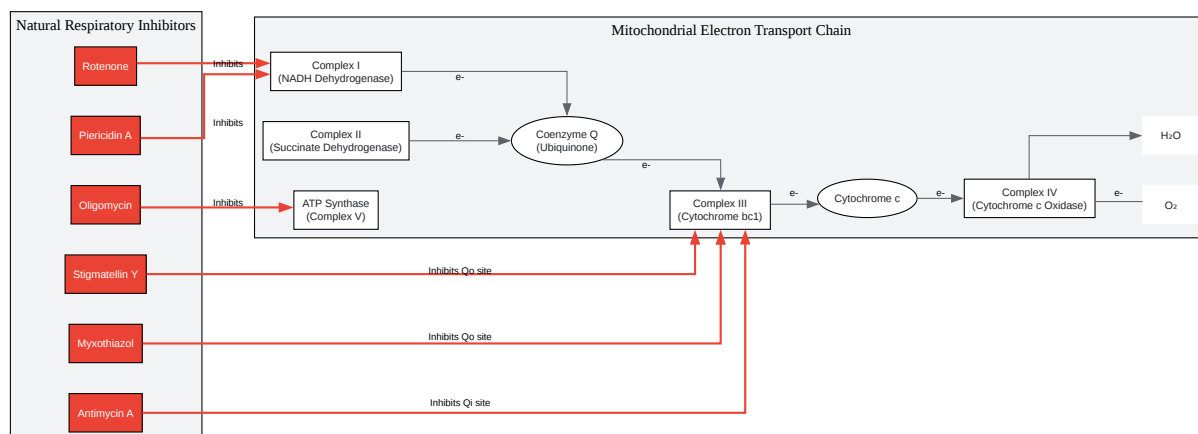 Natural Respiratory Inhibitors
Mitochondrial Electron Transport Chain
Rotenone
Inhibits
Complex I
(NADH Dehydrogenase)
e-
Piericidin A
Inhibits
Complex II
(Succinate Dehydrogenase)
e-
Coenzyme Q
(Ubiquinone)
e-
H₂O
Oligomycin
Inhibits
ATP Synthase
(Complex V)
Complex III
(Cytochrome bc1)
e-
Cytochrome c
e-
Complex IV
(Cytochrome c Oxidase)
e-
O₂
Stigmatellin Y
Inhibits Qo site
Myxothiazol
Inhibits Qo site
Antimycin A
Inhibits Qi site